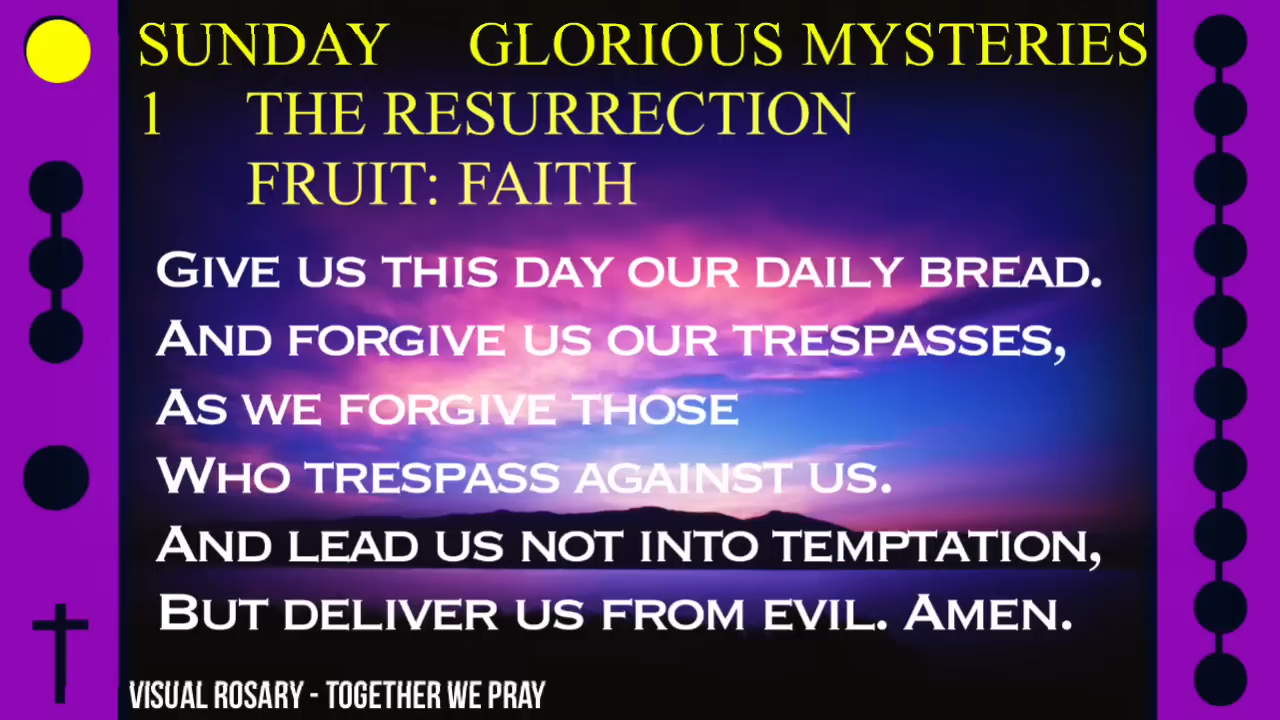 SUNDAY GLORIOUS MYSTERIES
1 THE RESURRECTION
FRUIT: FAITH
GIVE US THIS DAY OUR DAILY BREAD.
AND FORGIVE US OUR TRESPASSES,
AS WE FORGIVE THOSE
WHO TRESPASS AGAINST US.
AND LEAD US NOT INTO TEMPTATION,
BUT DELIVER US FROM EVIL. AMEN.
VISUAL ROSARY - TOGETHER WE PRAY